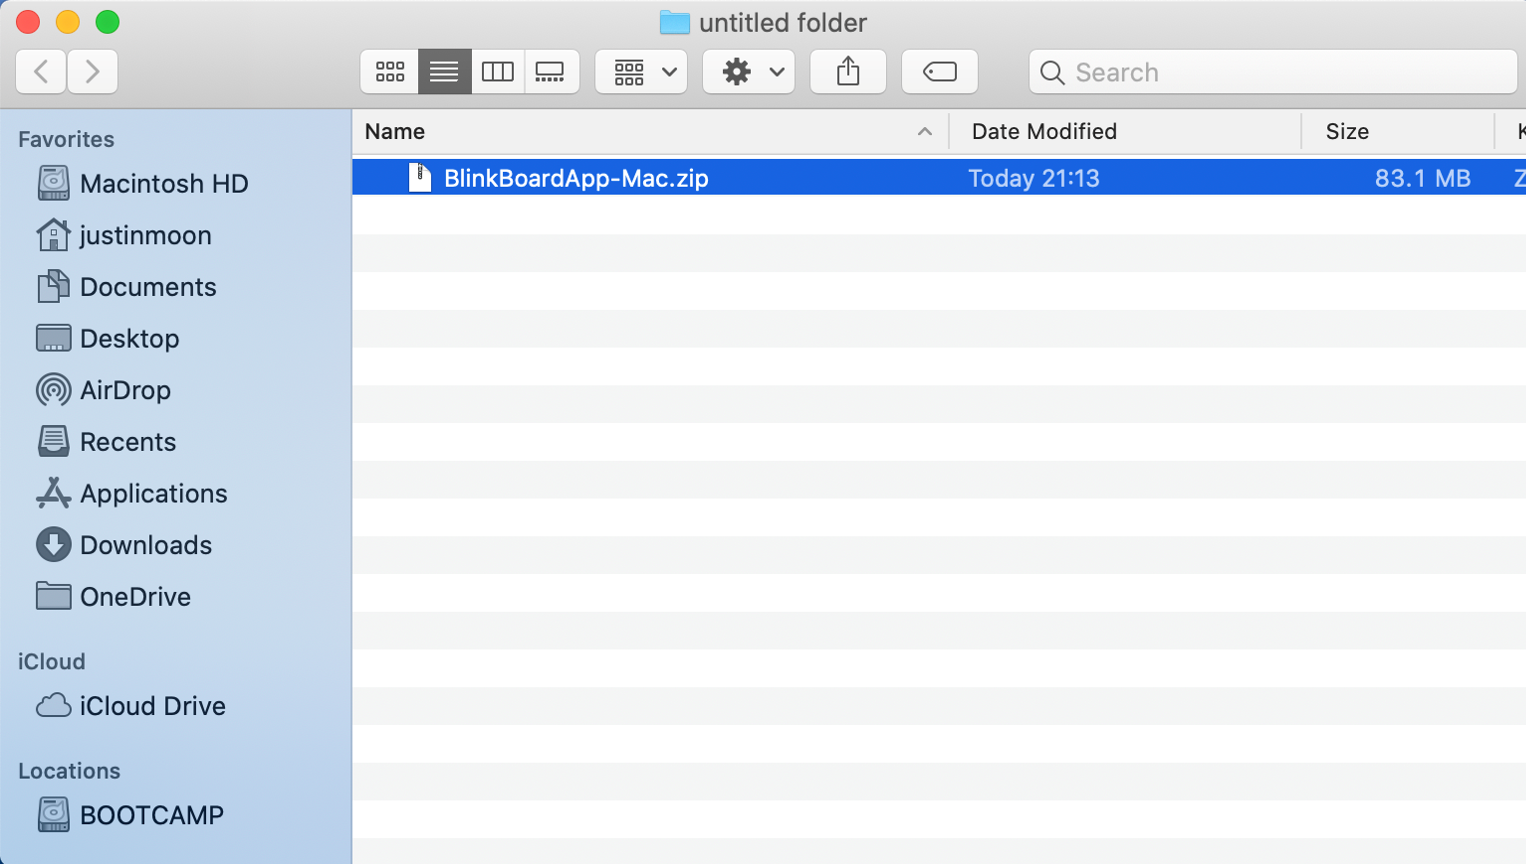 untitled folder
Search
Favorites
Macintosh HD
justinmoon
Documents
Desktop
AirDrop
Recents
Applications
Downloads
OneDrive
iCloud
iCloud Drive
Locations
BOOTCAMP
Name Date Modified Size
BlinkBoardApp-Mac.zip Today 21:13 83.1 MB